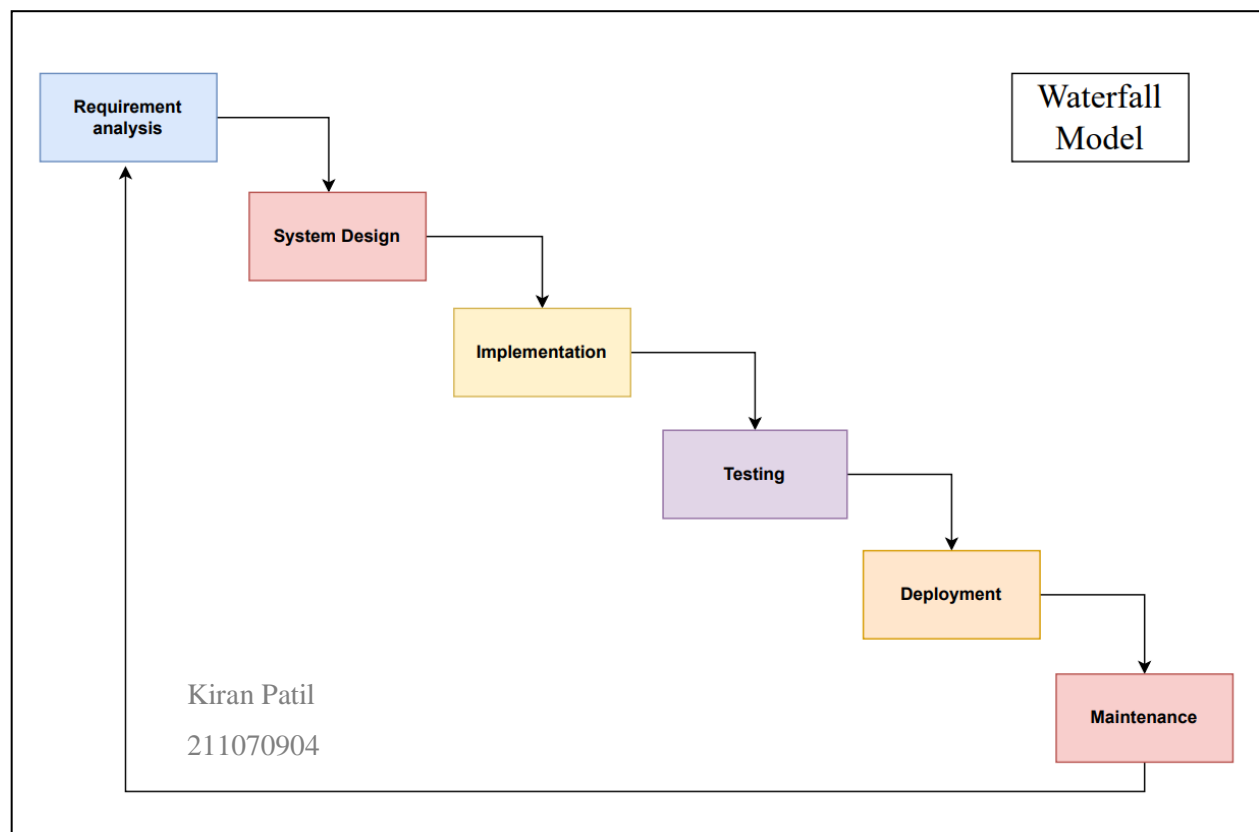 Requirement
analysis
Waterfall
Model
System Design
Implementation
Testing
Deployment
Kiran Patil
211070904
Maintenance